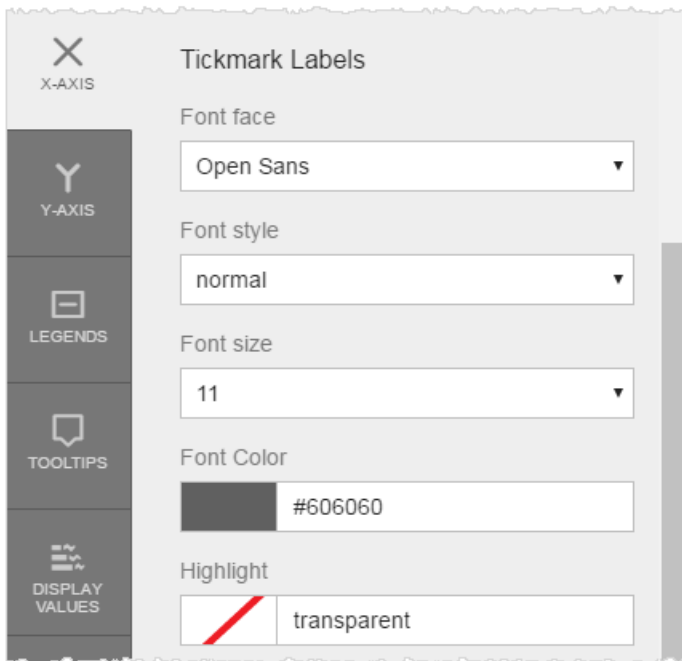 X-AXIS
Y-AXIS
LEGENDS
TOOLTIPS
DISPLAY
VALUES
Tickmark Labels
Font face
Open Sans
Font style
normal
Font size
11
Font Color
#606060
Highlight
transparent